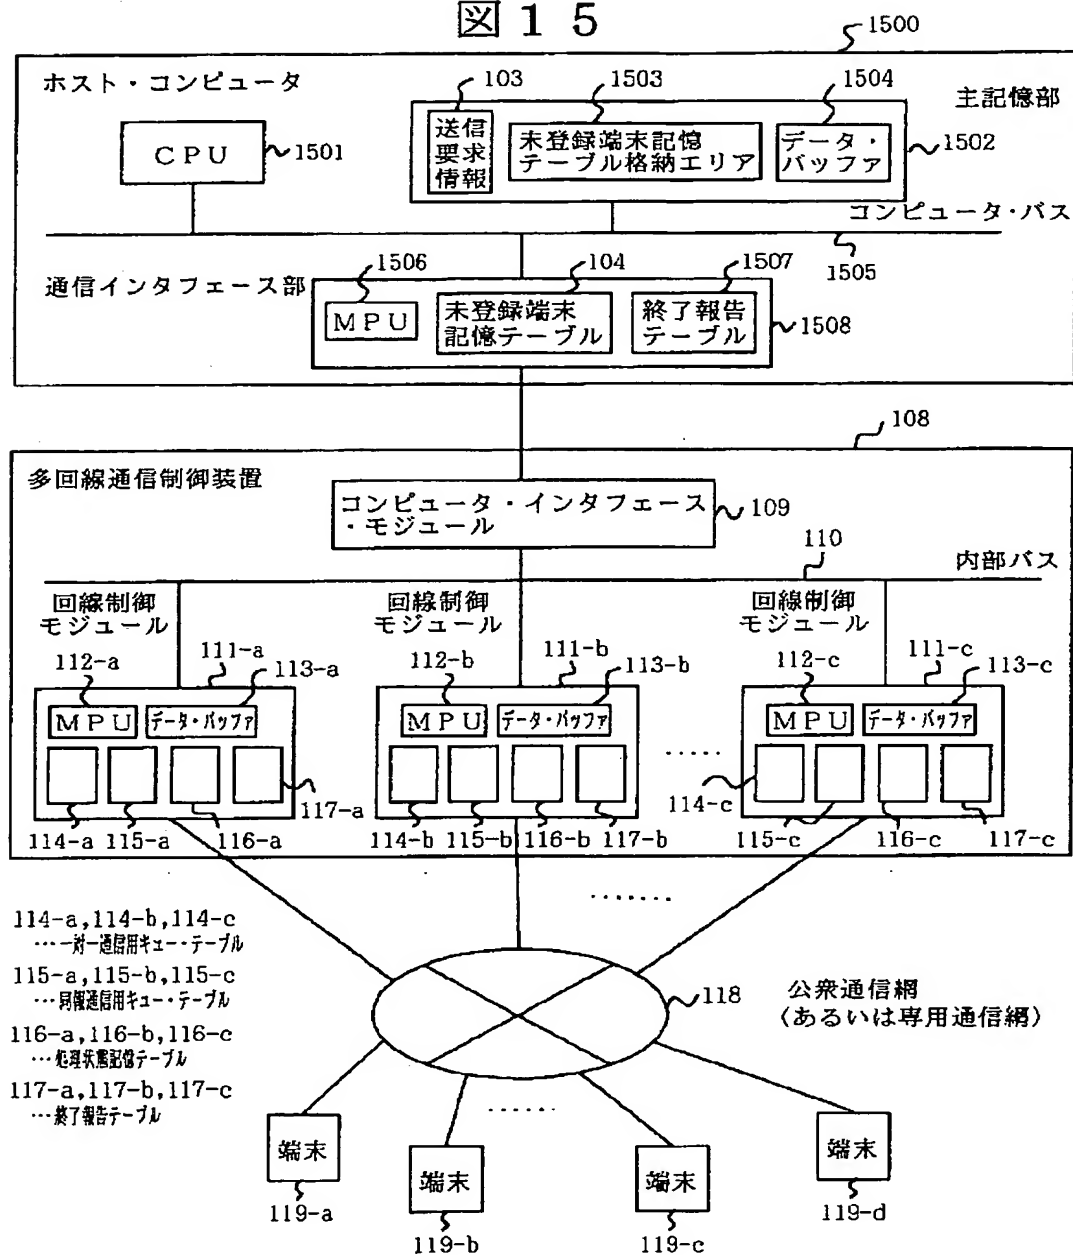 図15
1500
ホスト・コンピュータ
103
1503
1504
主記憶部
CPU
1501
送信
要求
情報
未登録端末記憶
テーブル格納エリア
データ・
バッファ
1502
コンピュータ・バス
1505
通信インタフェース部
1506
104
1507
MPU
未登録端末
記憶テーブル
終了報告
テーブル
1508
108
多回線通信制御装置
コンピュータ・インタフェース
・モジュール
109
110
内部バス
回線制御
モジュール
回線制御
モジュール
回線制御
モジュール
112-a
111-a
113-a
112-b
111-b
113-b
112-c
111-c
113-c
MPU
データ・バッファ
MPU
データ・バッファ
MPU
データ・バッファ
......
114-a
115-a
116-a
117-a
114-b
115-b
116-b
117-b
114-c
115-c
116-c
117-c
.......
114-a,114-b,114-c
…一対一通信用キュー・テーブル
115-a,115-b,115-c
…同報通信用キュー・テーブル
116-a,116-b,116-c
…処理状態記憶テーブル
117-a,117-b,117-c
…終了報告テーブル
118
公衆通信網
(あるいは専用通信網)
......
端末
端末
端末
端末
119-a
119-b
119-c
119-d